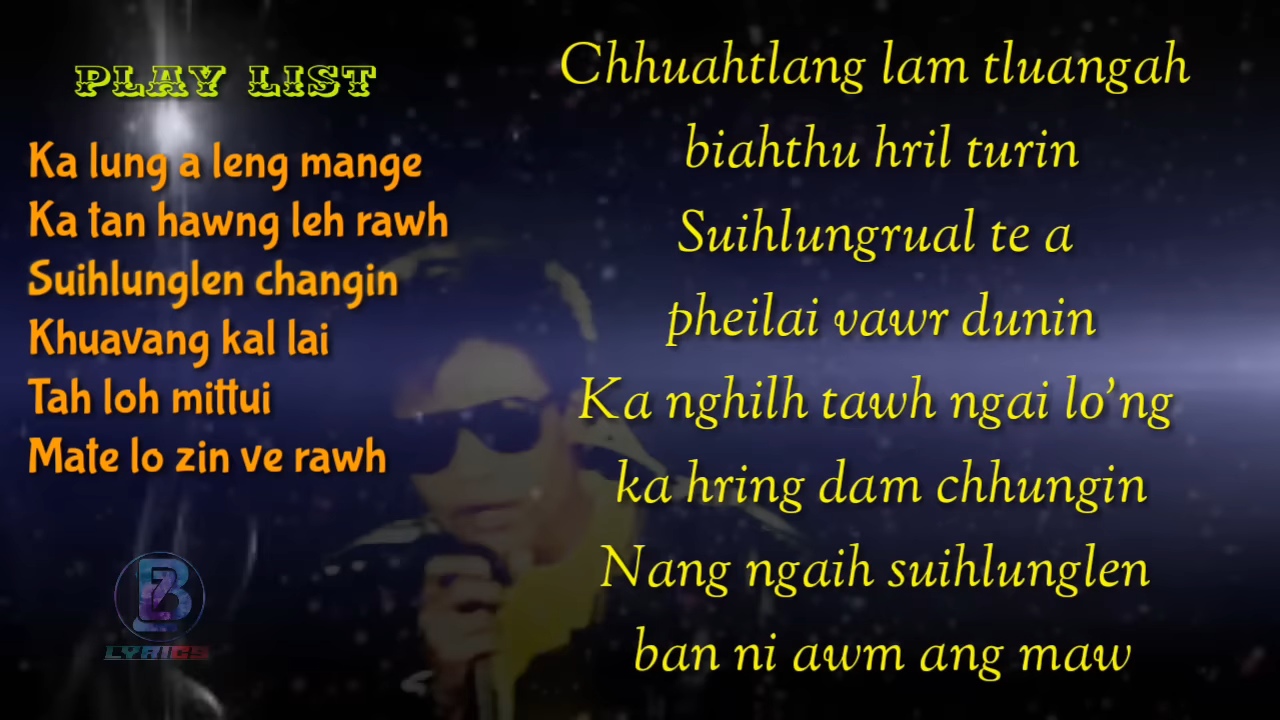 PLAY LIST
Ka lung a leng mange
Ka tan hawng leh rawh
Suihlunglen changin
Khuavang kal lai
Tah loh mittui
Mate lo zin ve rawh
BZ
LYRICS
Chhuahtlang lam tluangah
biahthu hril turin
Suihlungrual te a
pheilai vawr dunin
Ka nghilh tawh ngai lo'ng
ka hring dam chhungin
Nang ngaih suihlunglen
ban ni awm ang maw